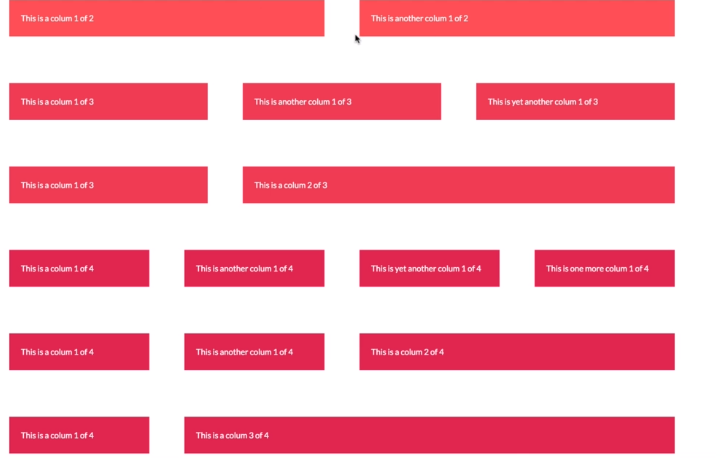 This is a colum 1 of 2
This is another colum 1 of 2
This is a colum 1 of 3
This is another colum 1 of 3
This is yet another colum 1 of 3
This is a colum 1 of 3
This is a colum 2 of 3
This is a colum 1 of 4
This is another colum 1 of 4
This is yet another colum 1 of 4
This is one more colum 1 of 4
This is a colum 1 of 4
This is another colum 1 of 4
This is a colum 2 of 4
This is a colum 1 of 4
This is a colum 3 of 4